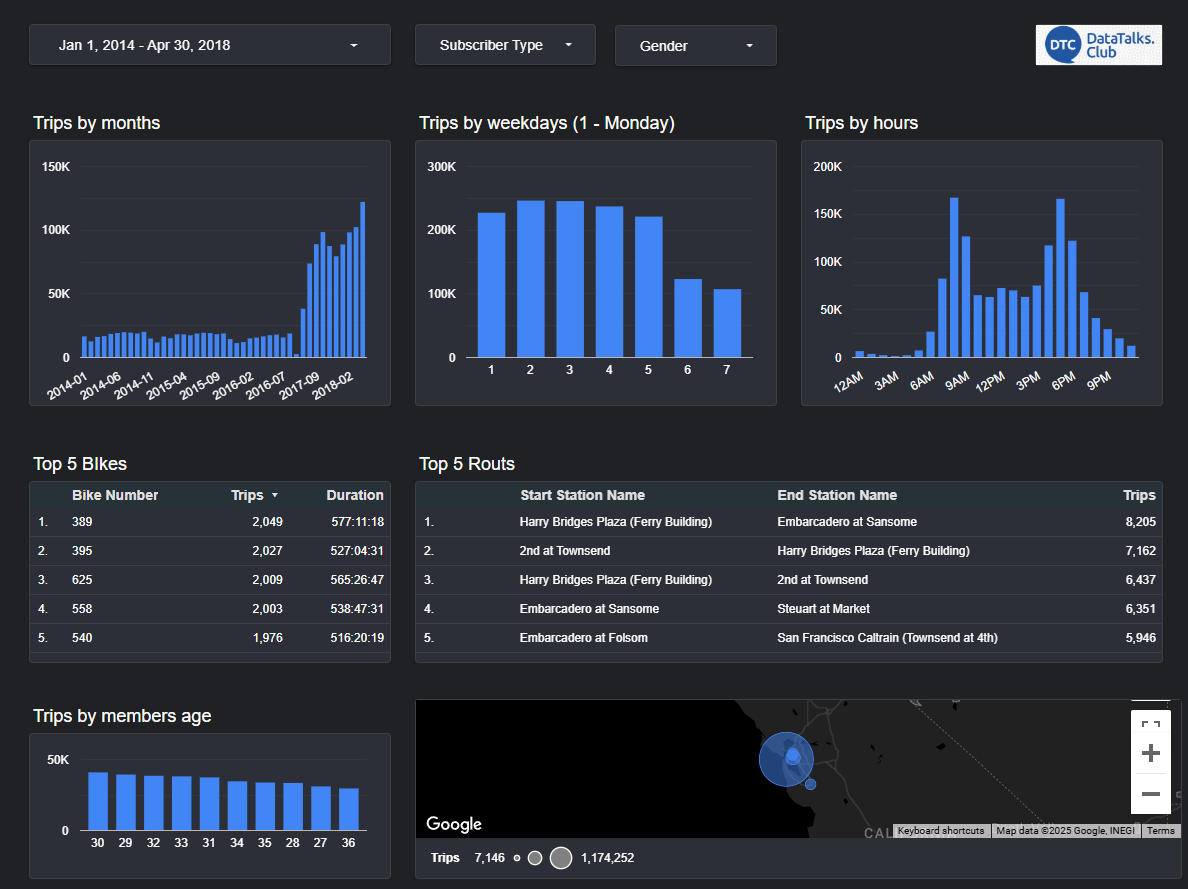 Jan 1, 2014 - Apr 30, 2018
Subscriber Type
Gender
DTC DataTalks.
Club
Trips by months
150K
100K
50K
0
2014-01 2014-06 2014-11 2015-04 2015-09 2016-02 2016-07 2017-09 2018-02
Trips by weekdays (1 - Monday)
300K
200K
100K
0
1 2 3 4 5 6 7
Trips by hours
200K
150K
100K
50K
0
12AM 3AM 6AM 9AM 12PM 3PM 6PM 9PM
Top 5 BIkes
Bike Number Trips Duration
1. 389 2,049 577:11:18
2. 395 2,027 527:04:31
3. 625 2,009 565:26:47
4. 558 2,003 538:47:31
5. 540 1,976 516:20:19
Top 5 Routs
Start Station Name End Station Name Trips
1. Harry Bridges Plaza (Ferry Building) Embarcadero at Sansome 8,205
2. 2nd at Townsend Harry Bridges Plaza (Ferry Building) 7,162
3. Harry Bridges Plaza (Ferry Building) 2nd at Townsend 6,437
4. Embarcadero at Sansome Steuart at Market 6,351
5. Embarcadero at Folsom San Francisco Caltrain (Townsend at 4th) 5,946
Trips by members age
50K
0
30 29 32 33 31 34 35 28 27 36
Google
CAL
Keyboard shortcuts Map data ©2025 Google, INEGI Terms
Trips 7,146 1,174,252